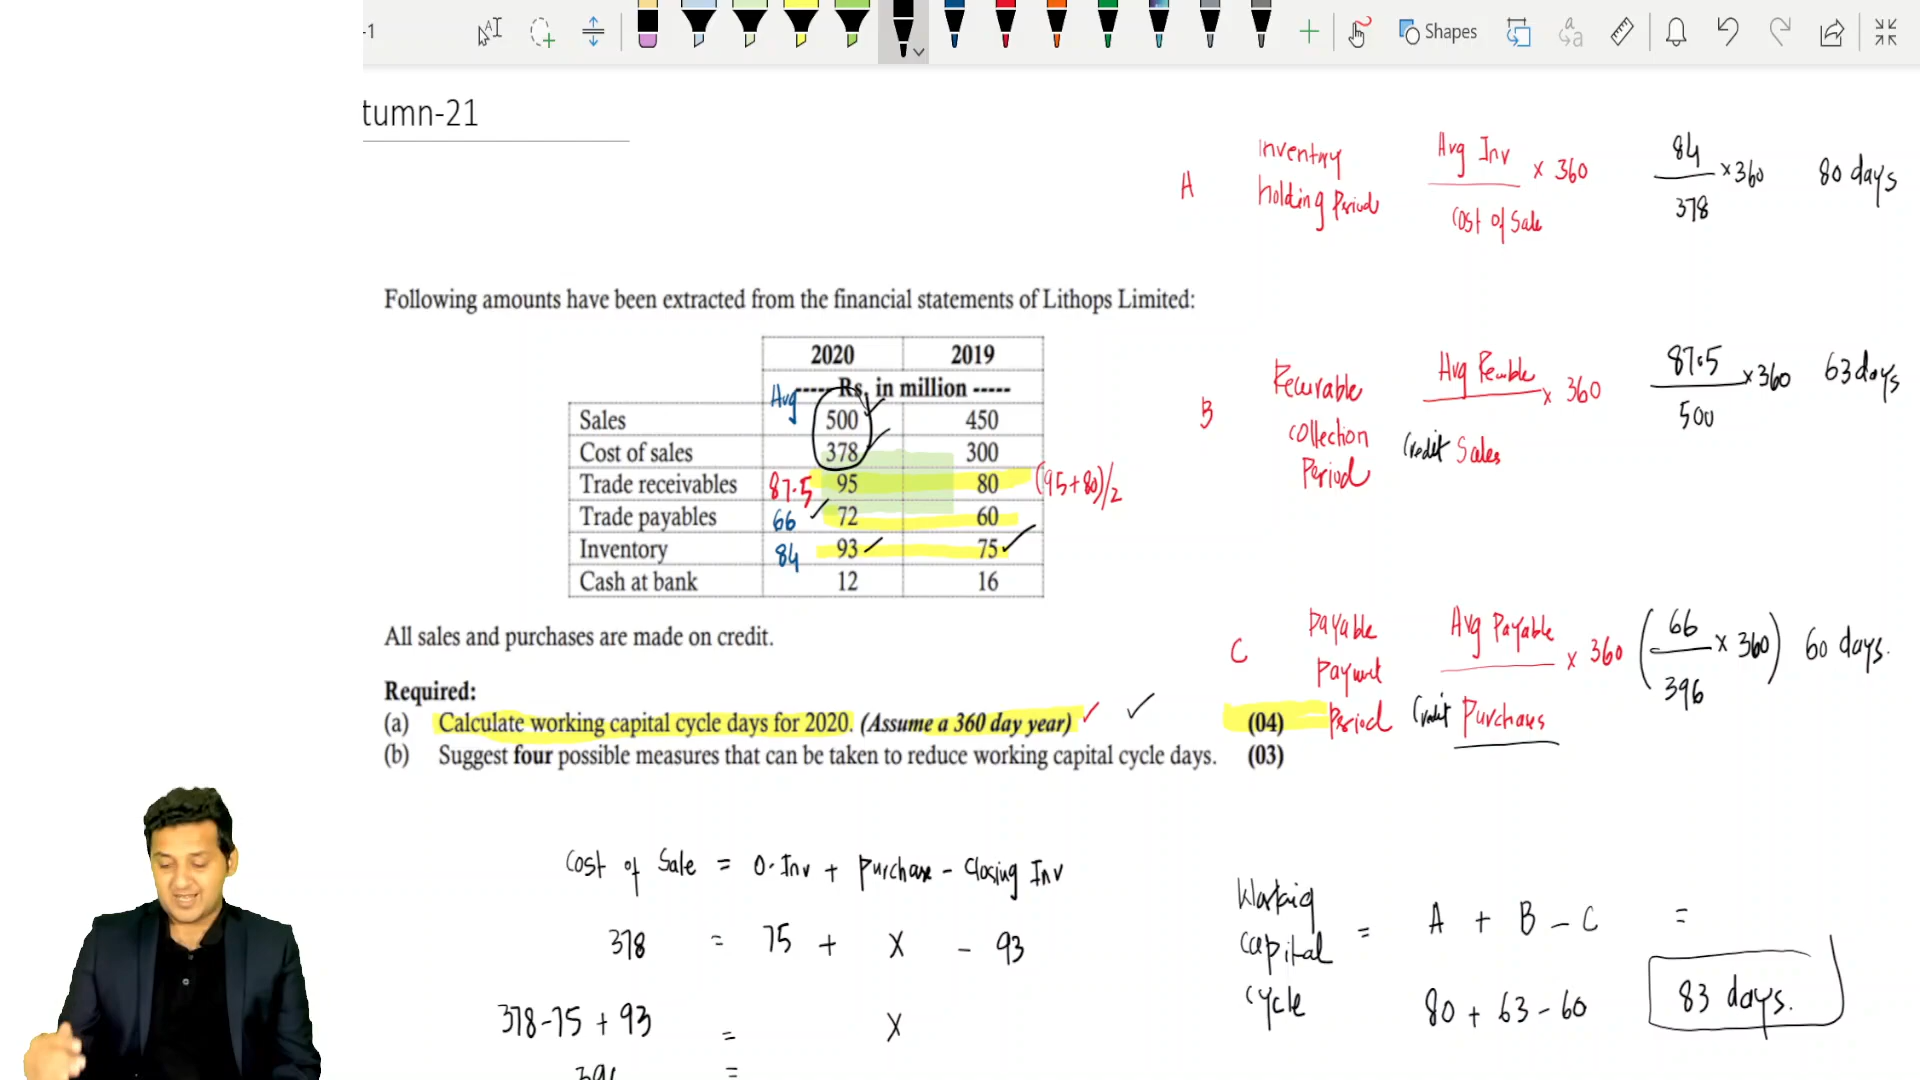 -1
Shapes
tumn-21
Following amounts have been extracted from the financial statements of Lithops Limited:
2020 2019
----- Rs. in million -----
Avg
Sales 500 450
Cost of sales 378 300
Trade receivables 87.5 95 80 (95+80)/2
Trade payables 66 72 60
Inventory 84 93 75
Cash at bank 12 16
All sales and purchases are made on credit.
Required:
(a) Calculate working capital cycle days for 2020. (Assume a 360 day year) (04)
(b) Suggest four possible measures that can be taken to reduce working capital cycle days. (03)
A Inventory holding Period Avg Inv / Cost of Sale x 360 84 / 378 x 360 80 days
B collection Period Avg / Credit Sales x 360 87.5 / 500 x 360 63 days
C Payable Period Avg Payable / Credit x 360 (66 / 396 x 360) 60 days.
Cost of Sale = O.Inv + Purchase - Closing Inv
378 = 75 + X - 93
378-75 + 93 = X
396 =
Capital Cycle = A + B - C =
80 + 63 - 60 83 days.